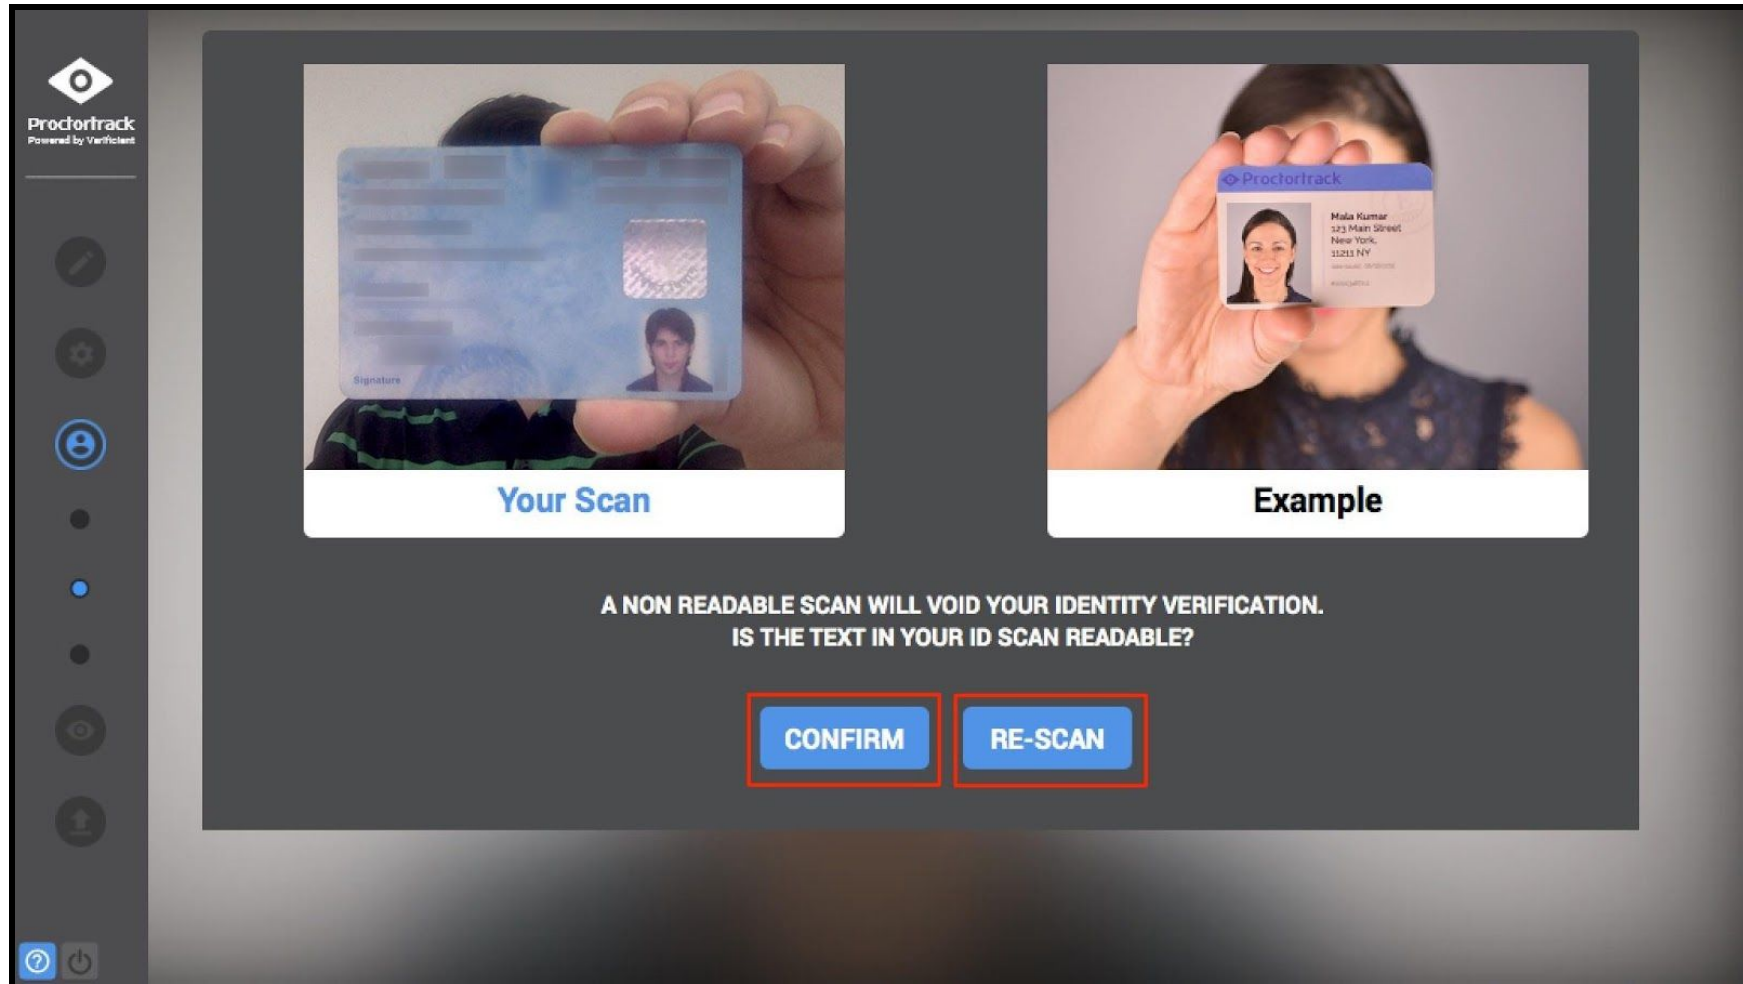 Proctortrack
Powered by Verificient
Signature
Your Scan
Proctortrack
Mala Kumar
123 Main Street
New York,
11211 NY
Example
A NON READABLE SCAN WILL VOID YOUR IDENTITY VERIFICATION.
IS THE TEXT IN YOUR ID SCAN READABLE?
CONFIRM
RE-SCAN